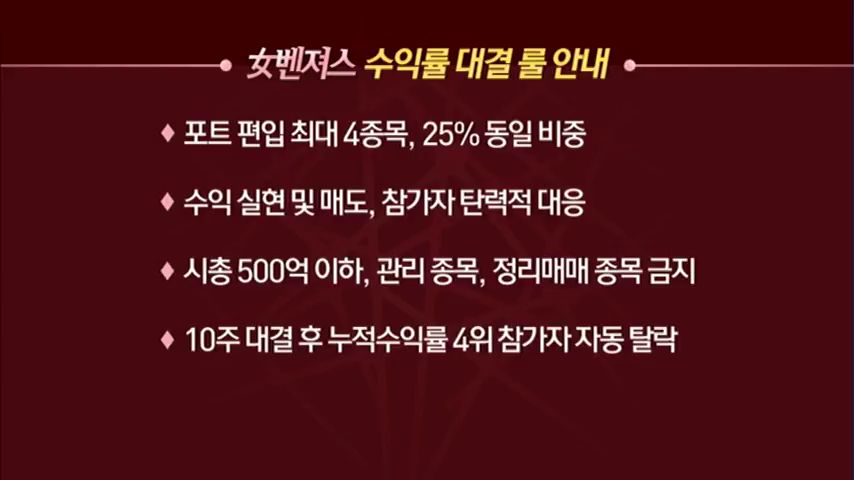 女벤져스 수익률 대결 룰 안내
♦ 포트 편입 최대 4종목, 25% 동일 비중
♦ 수익 실현 및 매도, 참가자 탄력적 대응
♦ 시총 500억 이하, 관리 종목, 정리매매 종목 금지
♦ 10주 대결 후 누적수익률 4위 참가자 자동 탈락